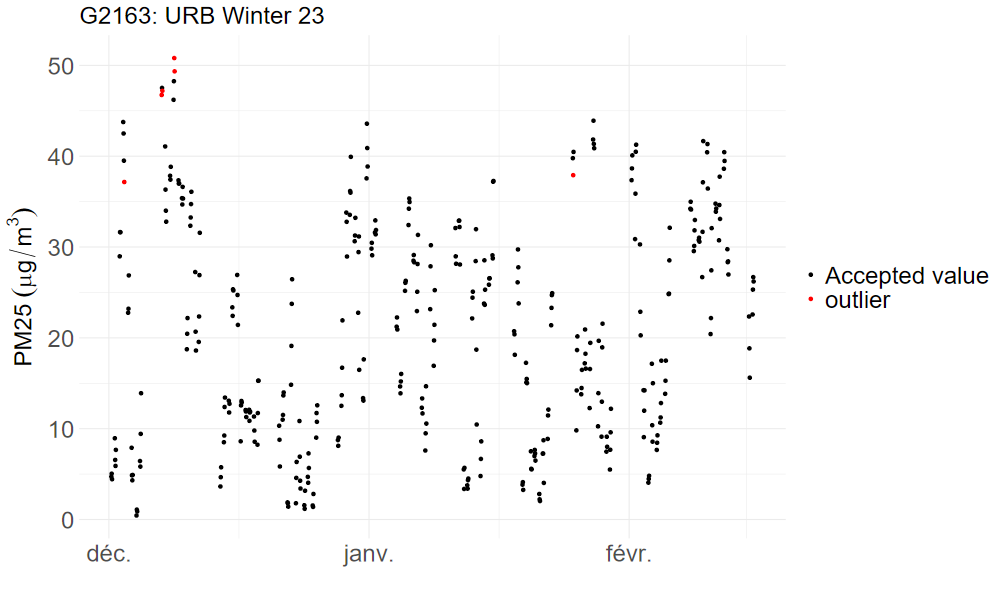 G2163: URB Winter 23
PM25 (μg/m³)
50
40
30
20
10
0
déc.
janv.
févr.
Accepted value
outlier